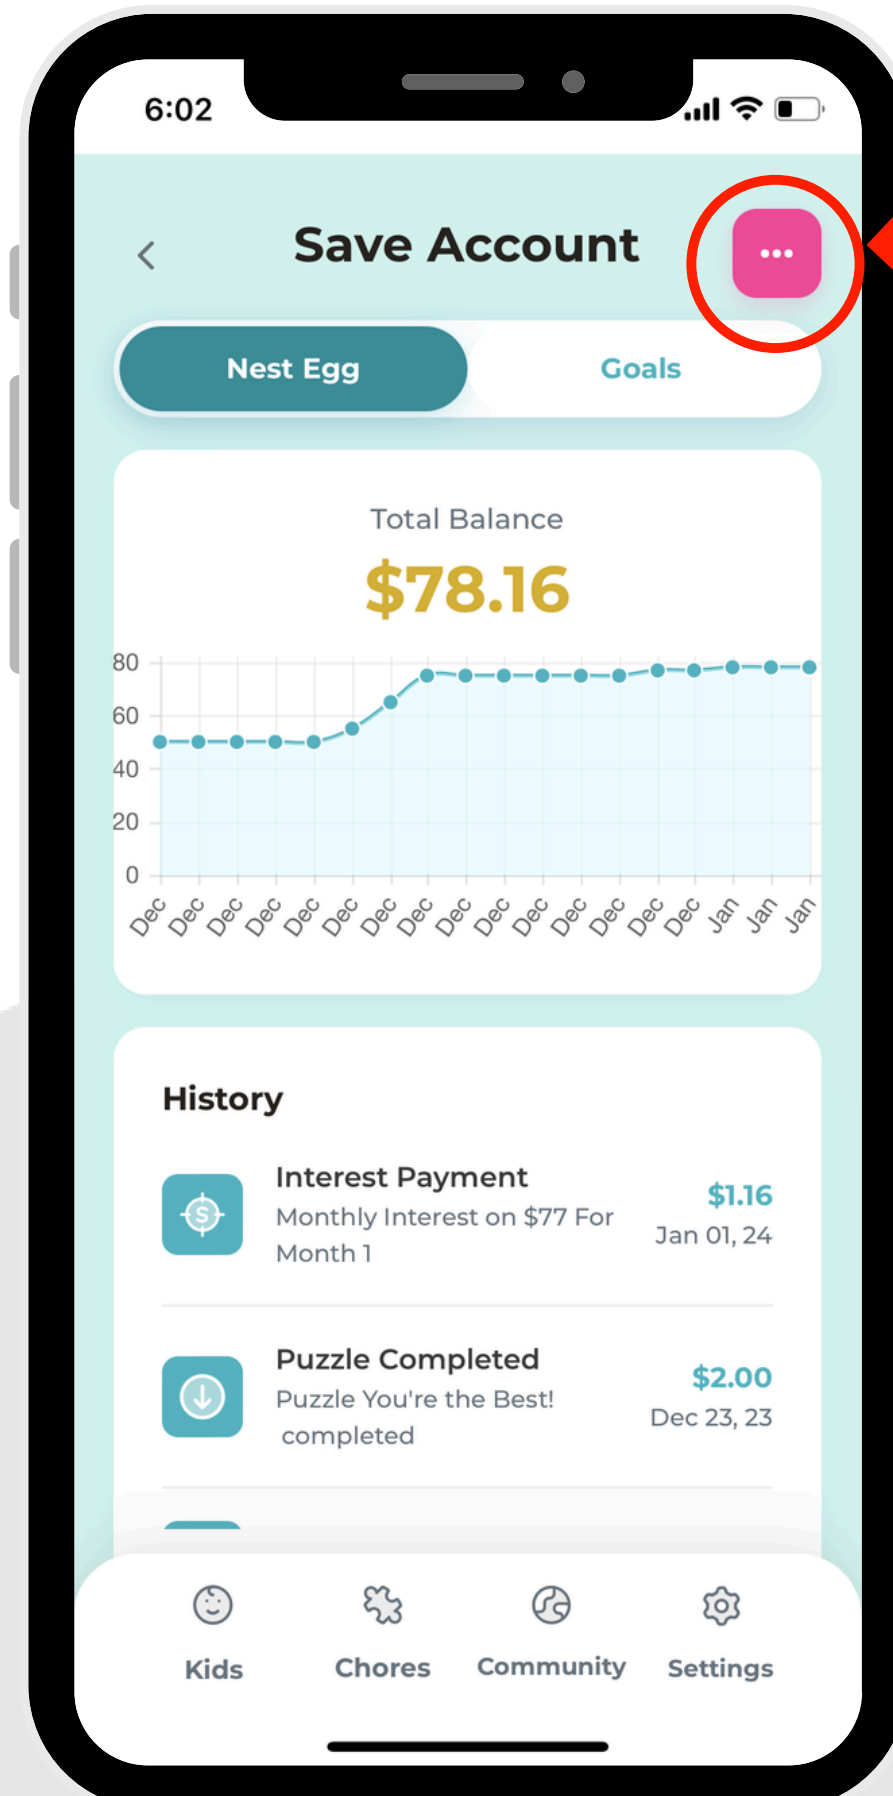 6:02
Save Account
Nest Egg
Goals
Total Balance
$78.16
80
60
40
20
0
Dec Dec Dec Dec Dec Dec Dec Dec Dec Dec Dec Dec Dec Dec Dec Jan Jan Jan
History
Interest Payment
$1.16
Monthly Interest on $77 For
Jan 01, 24
Month 1
Puzzle Completed
$2.00
Puzzle You're the Best!
Dec 23, 23
completed
Kids
Chores
Community
Settings